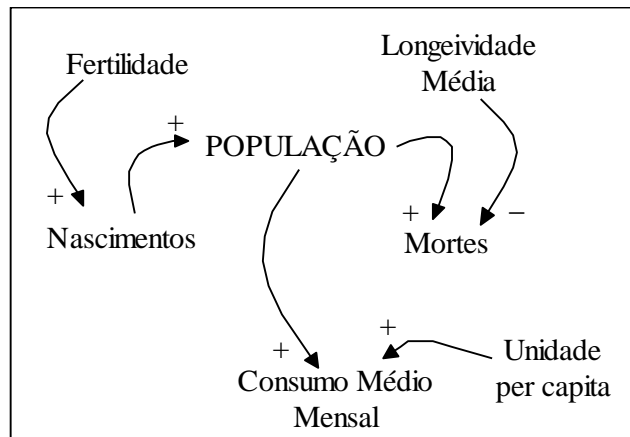 Fertilidade
Longeividade
Média
+
POPULAÇÃO
+
Nascimentos
+
−
Mortes
+
+
Unidade
per capita
Consumo Médio
Mensal